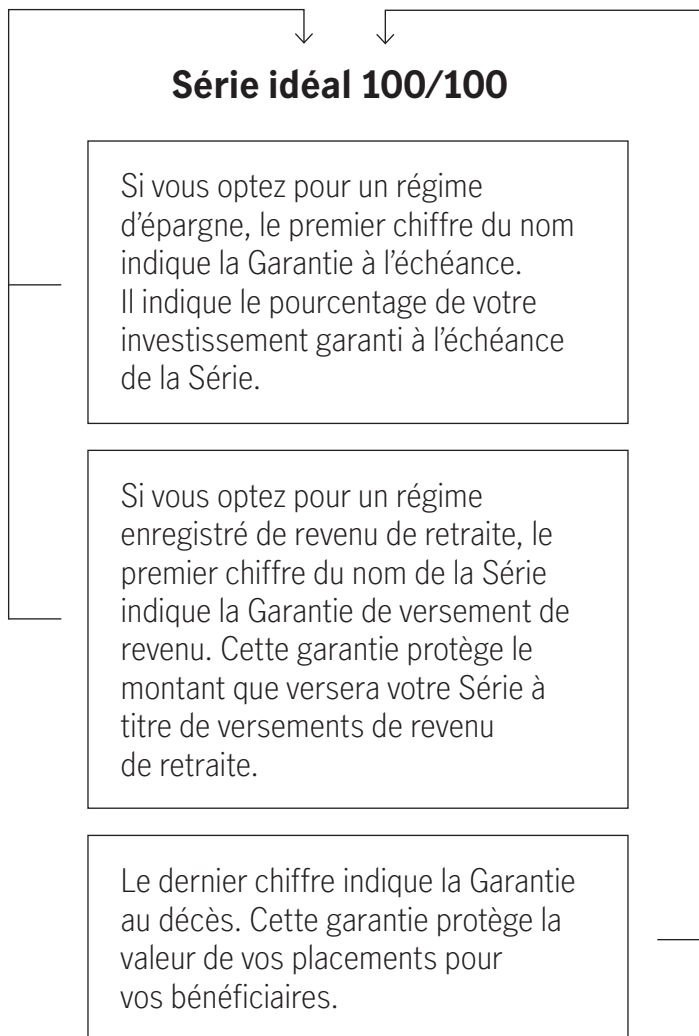 Série idéal 100/100
Si vous optez pour un régime
d’épargne, le premier chiffre du nom
indique la Garantie à l’échéance.
Il indique le pourcentage de votre
investissement garanti à l’échéance
de la Série.
Si vous optez pour un régime
enregistré de revenu de retraite, le
premier chiffre du nom de la Série
indique la Garantie de versement de
revenu. Cette garantie protège le
montant que versera votre Série à
titre de versements de revenu
de retraite.
Le dernier chiffre indique la Garantie
au décès. Cette garantie protège la
valeur de vos placements pour
vos bénéficiaires.